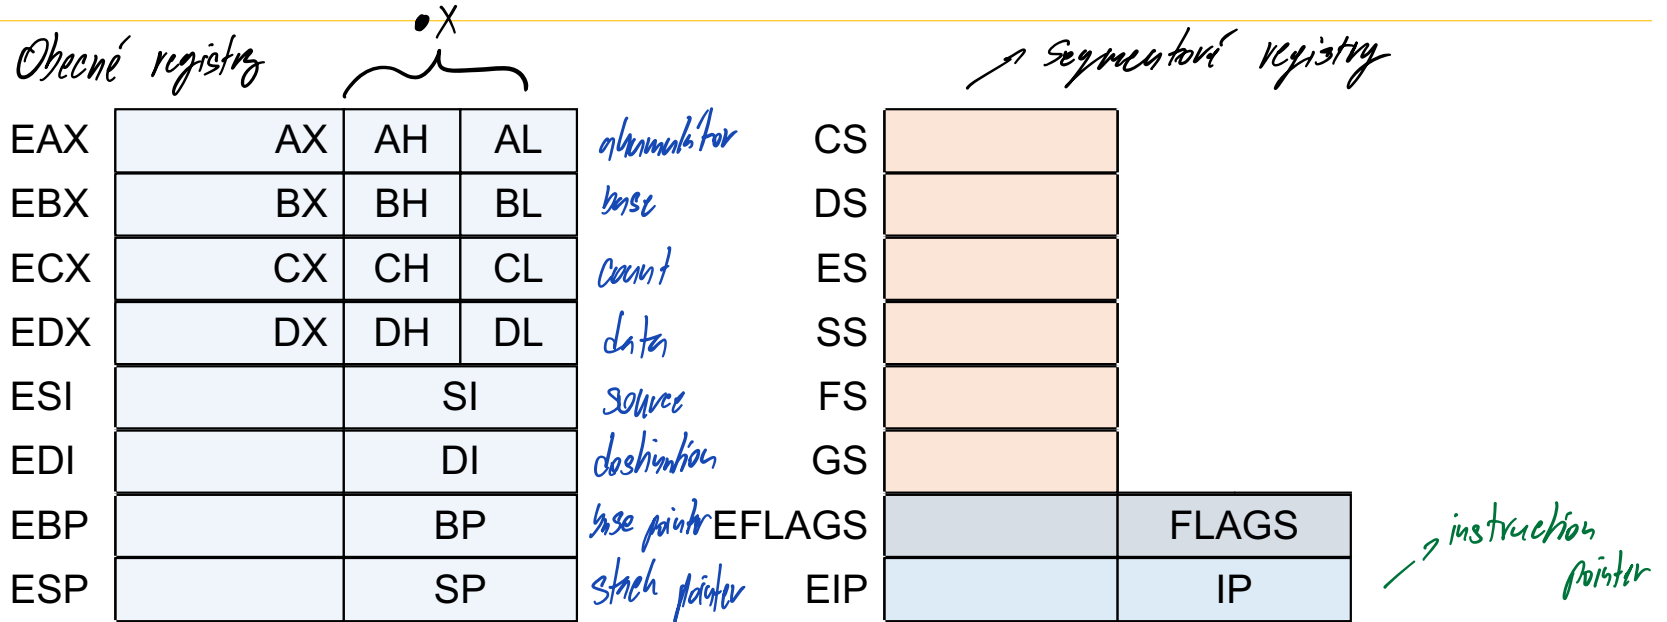 •X
Obecné registry
Segmentové registry
EAX AX AH AL akumulátor CS
EBX BX BH BL base DS
ECX CX CH CL count ES
EDX DX DH DL data SS
ESI SI source FS
EDI DI destination GS
EBP BP base pointer EFLAGS FLAGS
ESP SP stack pointer EIP IP
instruction
pointer